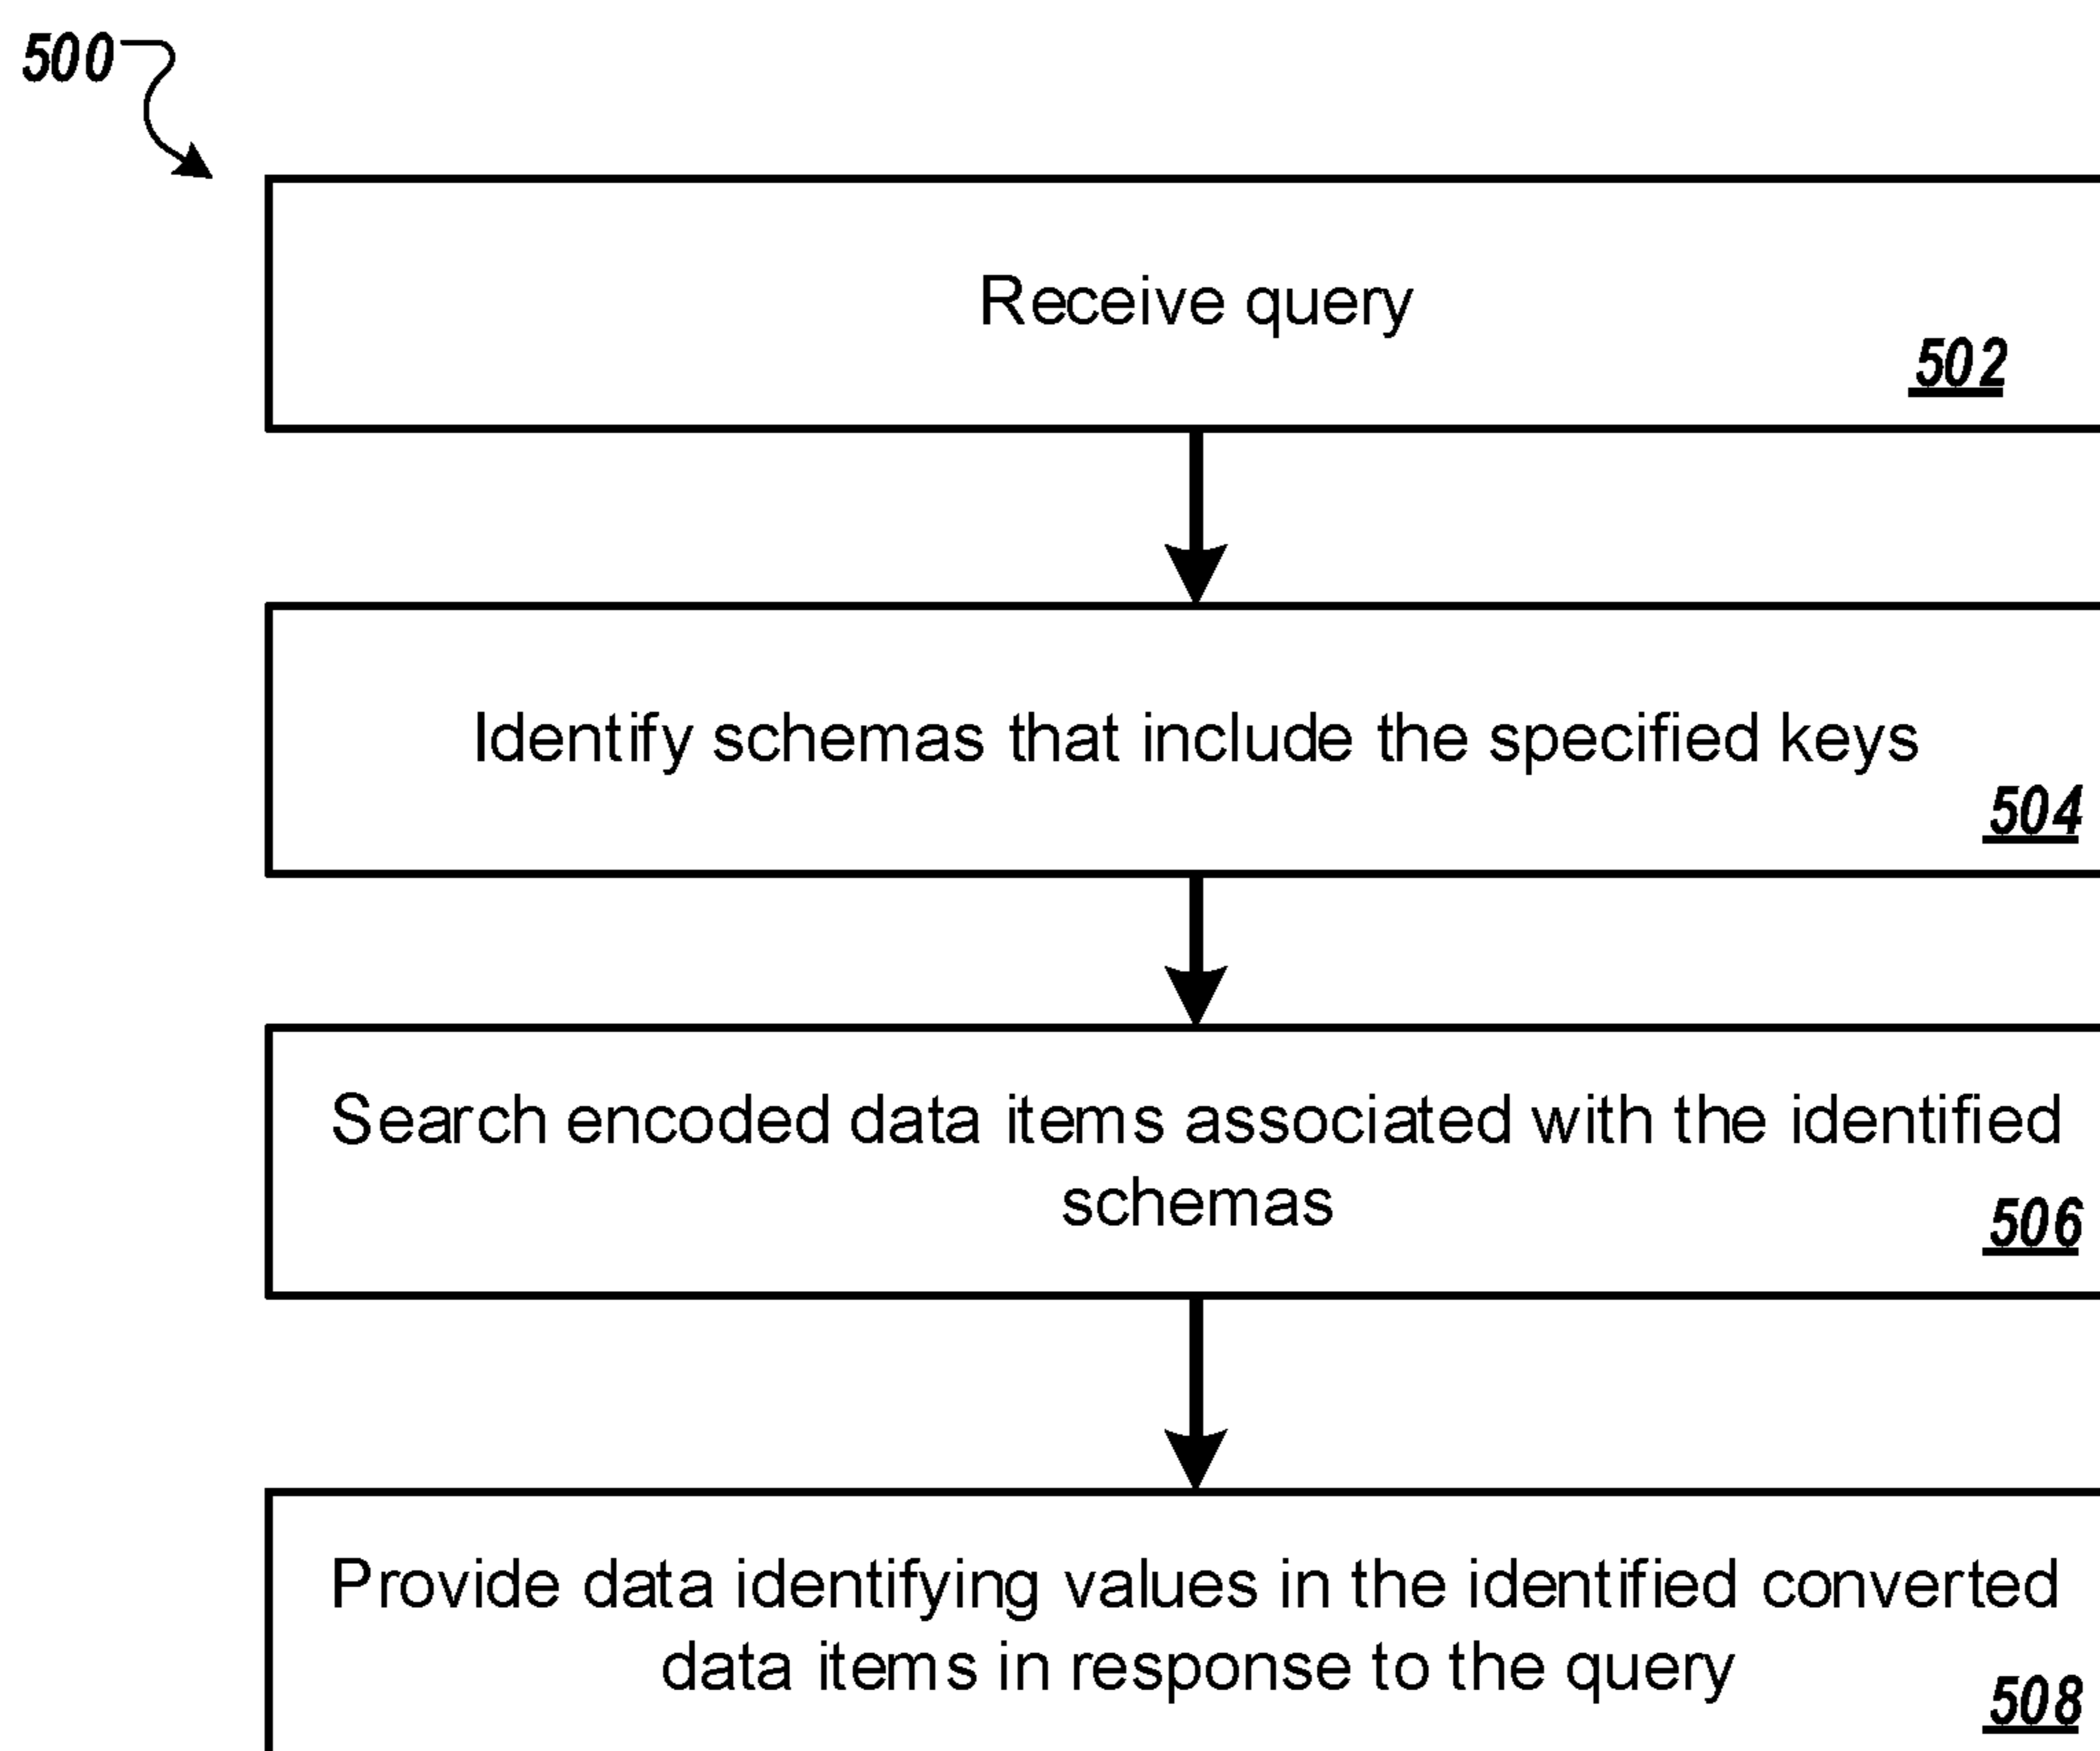 500
Receive query
502
Identify schemas that include the specified keys
504
Search encoded data items associated with the identified
schemas
506
Provide data identifying values in the identified converted
data items in response to the query
508